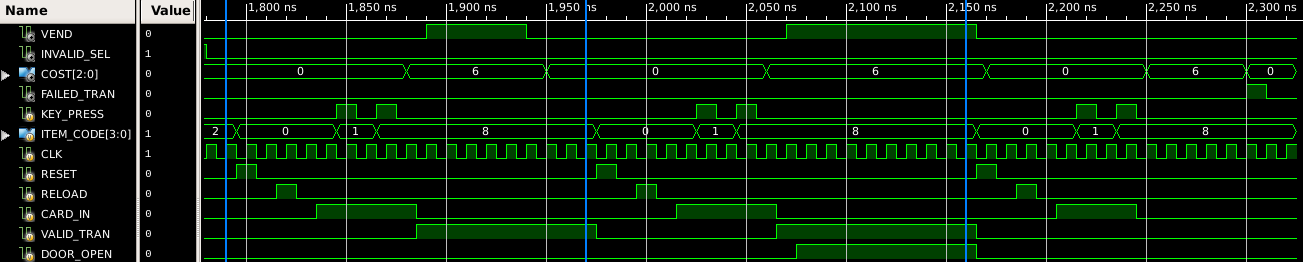 Name Value 1,800 ns 1,850 ns 1,900 ns 1,950 ns 2,000 ns 2,050 ns 2,100 ns 2,150 ns 2,200 ns 2,250 ns 2,300 ns
VEND 0
INVALID_SEL 1
COST[2:0] 0 0 6 0 6 0 6 0
FAILED_TRAN 0
KEY_PRESS 0
ITEM_CODE[3:0] 1 2 0 1 8 0 1 8 0 1 8
CLK 1
RESET 0
RELOAD 0
CARD_IN 0
VALID_TRAN 0
DOOR_OPEN 0